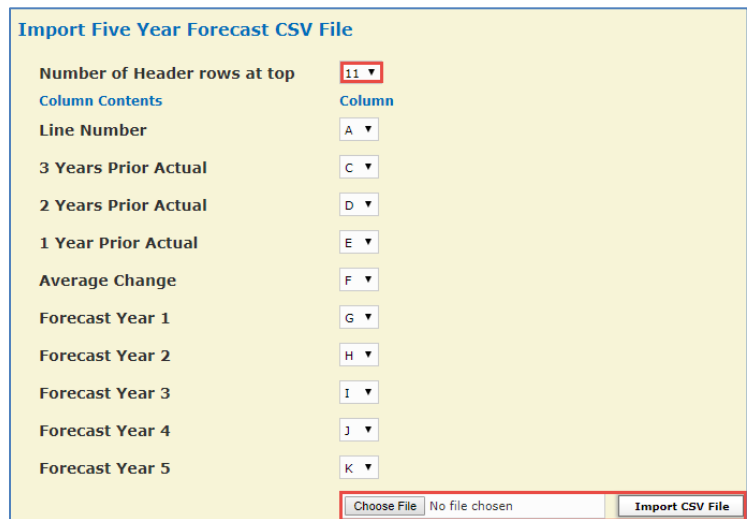 Import Five Year Forecast CSV File
Number of Header rows at top 11 ▼
Column Contents Column
Line Number A ▼
3 Years Prior Actual C ▼
2 Years Prior Actual D ▼
1 Year Prior Actual E ▼
Average Change F ▼
Forecast Year 1 G ▼
Forecast Year 2 H ▼
Forecast Year 3 I ▼
Forecast Year 4 J ▼
Forecast Year 5 K ▼
Choose File No file chosen Import CSV File